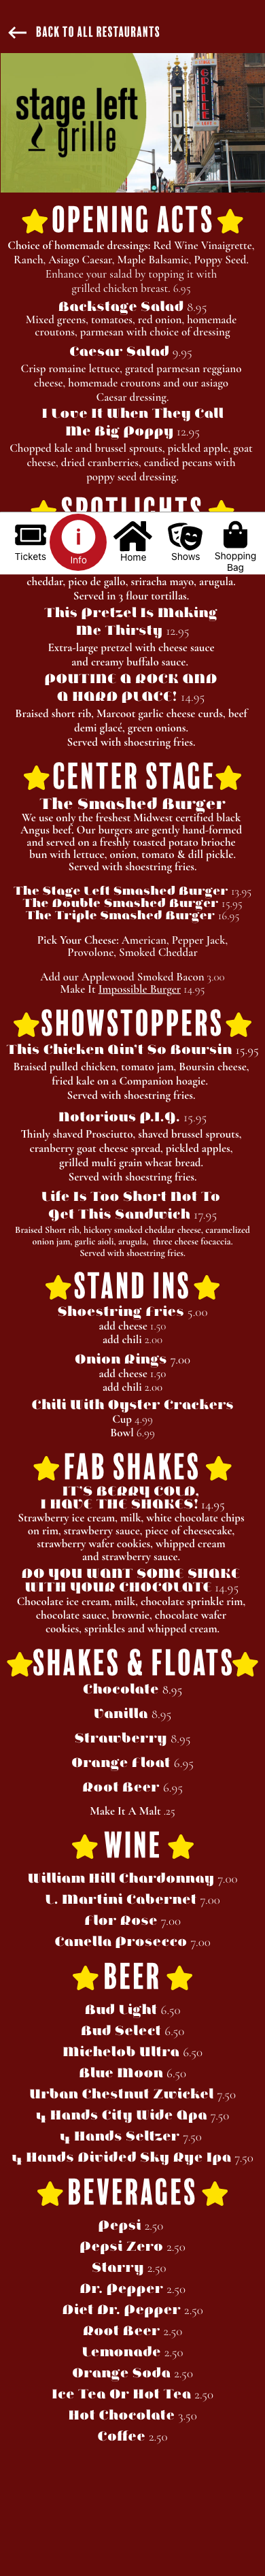 BACK TO ALL RESTAURANTS
stage left
grille
FOX
GRILLE
OPENING ACTS
Choice of homemade dressings: Red Wine Vinaigrette,
Ranch, Asiago Caesar, Maple Balsamic, Poppy Seed.
Enhance your salad by topping it with
grilled chicken breast. 6.95
Backstage Salad 8.95
Mixed greens, tomatoes, red onion, homemade
croutons, parmesan with choice of dressing
Caesar Salad 9.95
Crisp romaine lettuce, grated parmesan reggiano
cheese, homemade croutons and our asiago
Caesar dressing.
I Love It When They Call
Me Big Poppy 12.95
Chopped kale and brussel sprouts, pickled apple, goat
cheese, dried cranberries, candied pecans with
poppy seed dressing.
SPOTLIGHTS
Tickets
Info
Home
Shows
Shopping
Bag
cheddar, pico de gallo, sriracha mayo, arugula.
Served in 3 flour tortillas.
This Pretzel Is Making
Me Thirsty 12.95
Extra-large pretzel with cheese sauce
and creamy buffalo sauce.
POUTINE A ROCK AND
A HARD PLACE! 14.95
Braised short rib, Marcoot garlic cheese curds, beef
demi glacé, green onions.
Served with shoestring fries.
CENTER STAGE
The Smashed Burger
We use only the freshest Midwest certified black
Angus beef. Our burgers are gently hand-formed
and served on a freshly toasted potato brioche
bun with lettuce, onion, tomato & dill pickle.
Served with shoestring fries.
The Stage Left Smashed Burger 13.95
The Double Smashed Burger 15.95
The Triple Smashed Burger 16.95
Pick Your Cheese: American, Pepper Jack,
Provolone, Smoked Cheddar
Add our Applewood Smoked Bacon 3.00
Make It Impossible Burger 14.95
SHOWSTOPPERS
This Chicken Ain't So Boursin 15.95
Braised pulled chicken, tomato jam, Boursin cheese,
fried kale on a Companion hoagie.
Served with shoestring fries.
Notorious P.I.G. 15.95
Thinly shaved Prosciutto, shaved brussel sprouts,
cranberry goat cheese spread, pickled apples,
grilled multi grain wheat bread.
Served with shoestring fries.
Life Is Too Short Not To
Get This Sandwich 17.95
Braised Short rib, hickory smoked cheddar cheese, caramelized
onion jam, garlic aioli, arugula, three cheese focaccia.
Served with shoestring fries.
STAND INS
Shoestring Fries 5.00
add cheese 1.50
add chili 2.00
Onion Rings 7.00
add cheese 1.50
add chili 2.00
Chili With Oyster Crackers
Cup 4.99
Bowl 6.99
FAB SHAKES
IT'S BERRY COLD,
I HAVE THE SHAKES! 14.95
Strawberry ice cream, milk, white chocolate chips
on rim, strawberry sauce, piece of cheesecake,
strawberry wafer cookies, whipped cream
and strawberry sauce.
DO YOU WANT SOME SHAKE
WITH YOUR CHOCOLATE 14.95
Chocolate ice cream, milk, chocolate sprinkle rim,
chocolate sauce, brownie, chocolate wafer
cookies, sprinkles and whipped cream.
SHAKES & FLOATS
Chocolate 8.95
Vanilla 8.95
Strawberry 8.95
Orange Float 6.95
Root Beer 6.95
Make It A Malt .25
WINE
William Hill Chardonnay 7.00
L. Martini Cabernet 7.00
Flor Rose 7.00
Canella Prosecco 7.00
BEER
Bud Light 6.50
Bud Select 6.50
Michelob Ultra 6.50
Blue Moon 6.50
Urban Chestnut Zwickel 7.50
4 Hands City Wide Apa 7.50
4 Hands Seltzer 7.50
4 Hands Divided Sky Rye Ipa 7.50
BEVERAGES
Pepsi 2.50
Pepsi Zero 2.50
Starry 2.50
Dr. Pepper 2.50
Diet Dr. Pepper 2.50
Root Beer 2.50
Lemonade 2.50
Orange Soda 2.50
Ice Tea Or Hot Tea 2.50
Hot Chocolate 3.50
Coffee 2.50